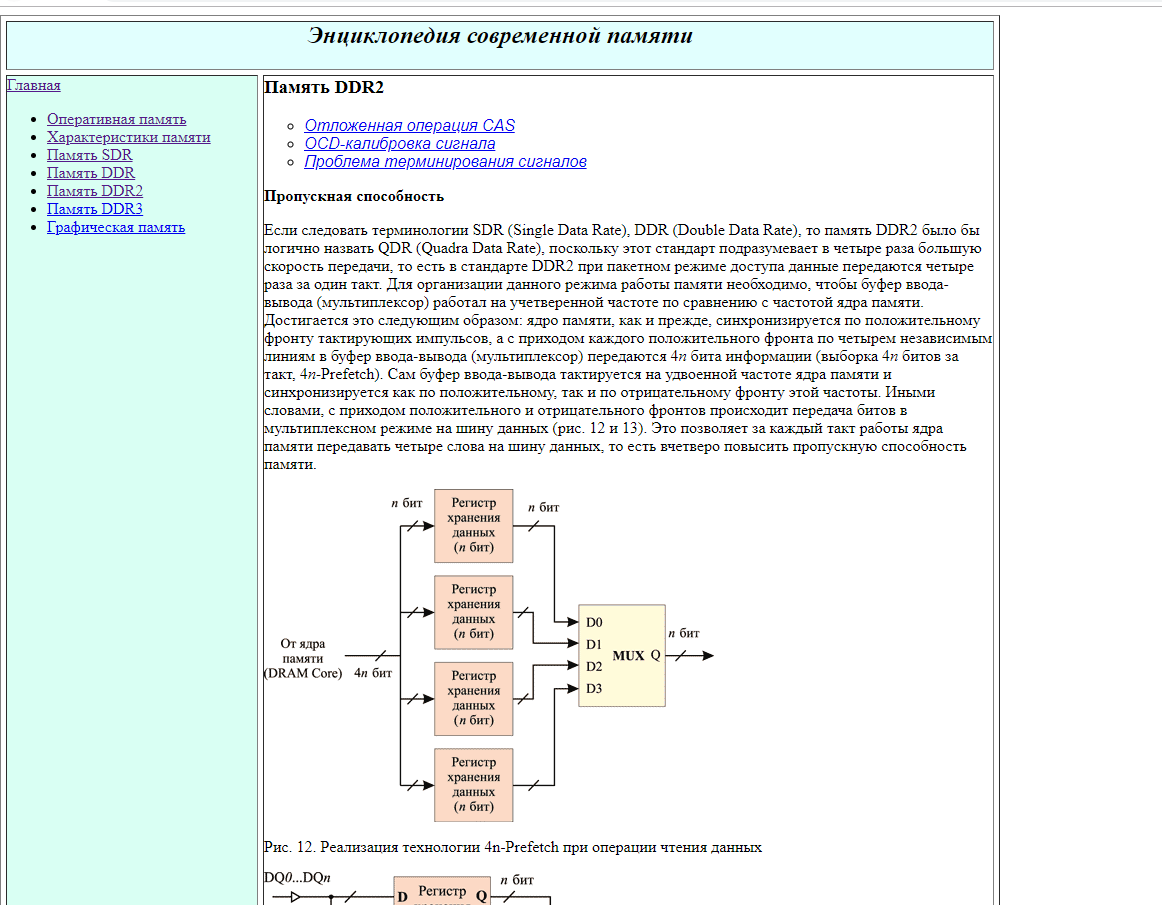 Энциклопедия современной памяти
Главная
Оперативная память
Характеристики памяти
Память SDR
Память DDR
Память DDR2
Память DDR3
Графическая память
Память DDR2
Отложенная операция CAS
OCD-калибровка сигнала
Проблема терминирования сигналов
Пропускная способность
Если следовать терминологии SDR (Single Data Rate), DDR (Double Data Rate), то память DDR2 было бы
логично назвать QDR (Quadra Data Rate), поскольку этот стандарт подразумевает в четыре раза большую
скорость передачи, то есть в стандарте DDR2 при пакетном режиме доступа данные передаются четыре
раза за один такт. Для организации данного режима работы памяти необходимо, чтобы буфер ввода-
вывода (мультиплексор) работал на учетверенной частоте по сравнению с частотой ядра памяти.
Достигается это следующим образом: ядро памяти, как и прежде, синхронизируется по положительному
фронту тактирующих импульсов, а с приходом каждого положительного фронта по четырем независимым
линиям в буфер ввода-вывода (мультиплексор) передаются 4n бита информации (выборка 4n битов за
такт, 4n-Prefetch). Сам буфер ввода-вывода тактируется на удвоенной частоте ядра памяти и
синхронизируется как по положительному, так и по отрицательному фронту этой частоты. Иными
словами, с приходом положительного и отрицательного фронтов происходит передача битов в
мультиплексном режиме на шину данных (рис. 12 и 13). Это позволяет за каждый такт работы ядра
памяти передавать четыре слова на шину данных, то есть вчетверо повысить пропускную способность
памяти.
n бит
Регистр
хранения
данных
(n бит)
n бит
Регистр
хранения
данных
(n бит)
От ядра
памяти
(DRAM Core)
4n бит
Регистр
хранения
данных
(n бит)
Регистр
хранения
данных
(n бит)
D0
D1
D2
D3
MUX
Q
n бит
Рис. 12. Реализация технологии 4n-Prefetch при операции чтения данных
DQ0...DQn
D
Регистр
Q
n бит